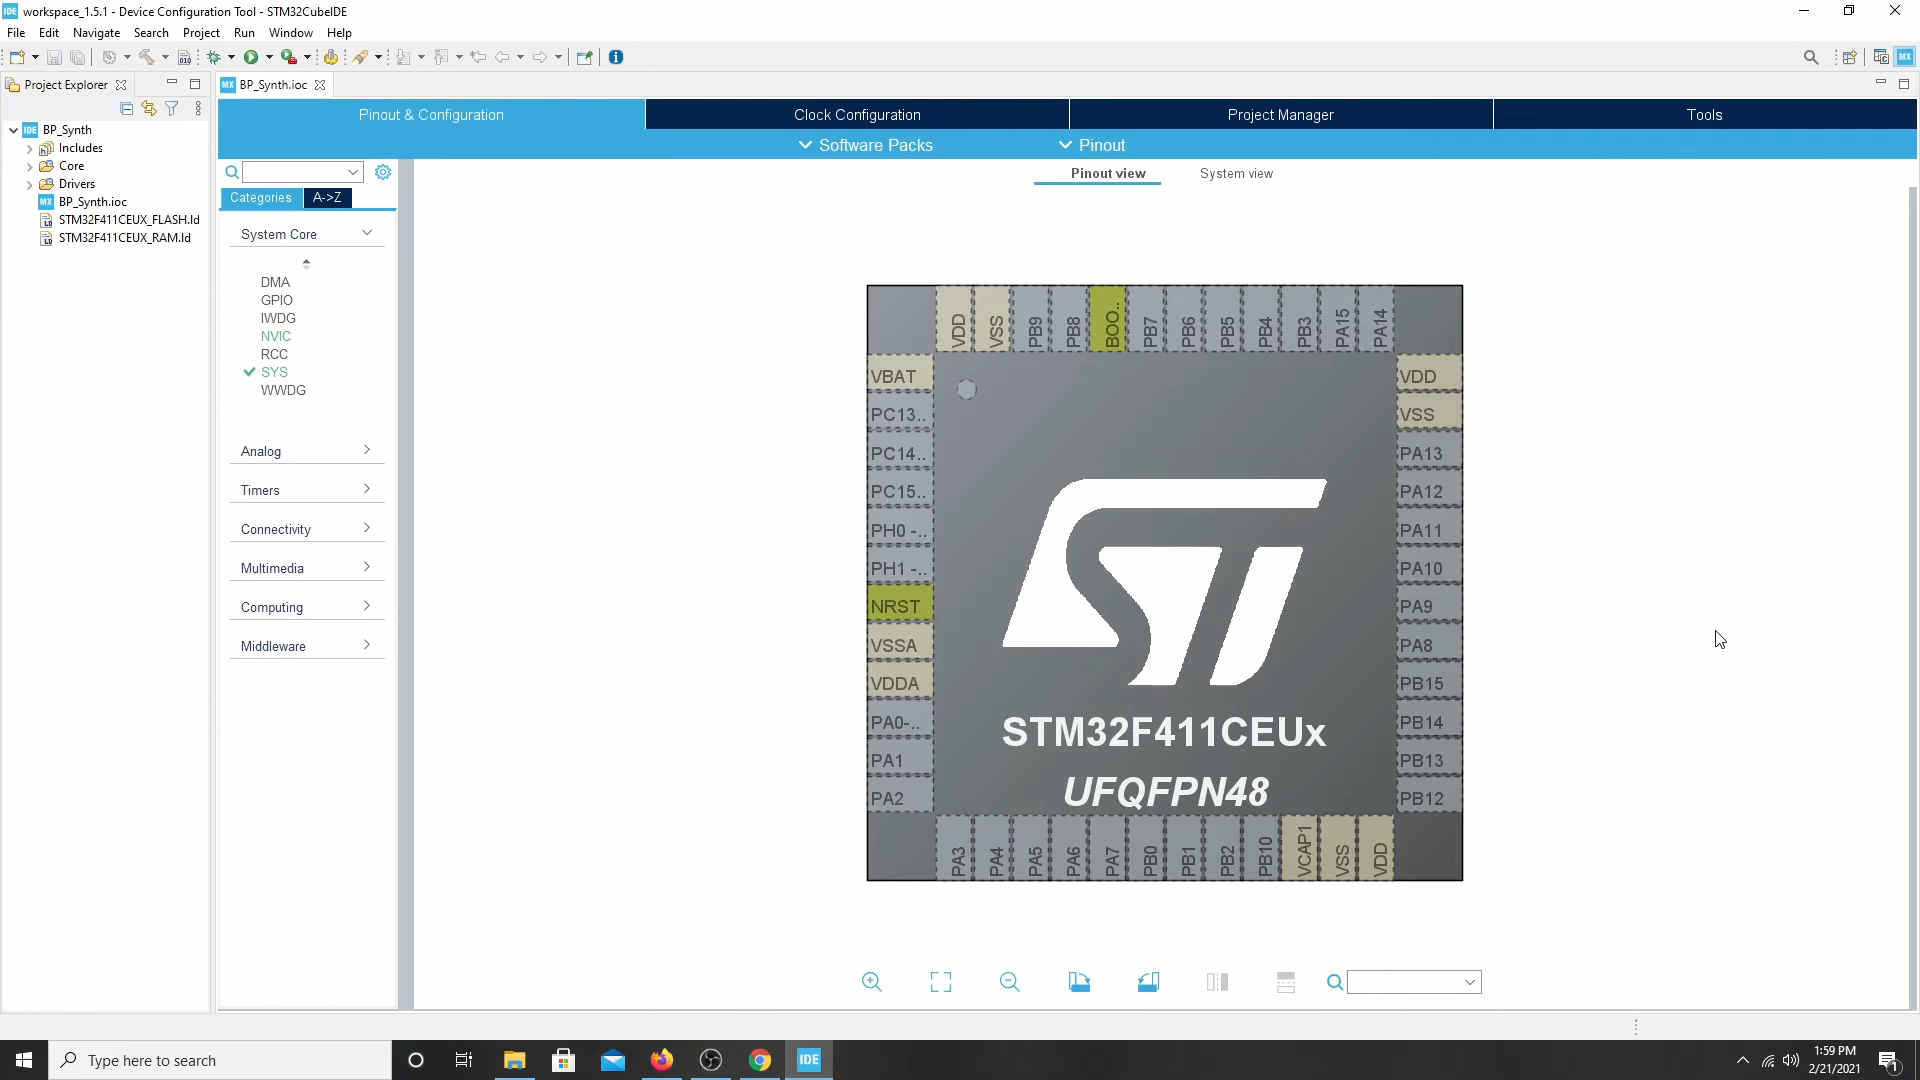 IDE workspace_1.5.1 - Device Configuration Tool - STM32CubeIDE
File Edit Navigate Search Project Run Window Help
Project Explorer
MX BP_Synth.ioc
IDE BP_Synth
Includes
Core
Drivers
MX BP_Synth.ioc
STM32F411CEUX_FLASH.ld
STM32F411CEUX_RAM.ld
Pinout & Configuration
Clock Configuration
Project Manager
Tools
Software Packs
Pinout
Pinout view
System view
Categories
A->Z
System Core
DMA
GPIO
IWDG
NVIC
RCC
SYS
WWDG
Analog
Timers
Connectivity
Multimedia
Computing
Middleware
VDD
VSS
PB9
PB8
BOO..
PB7
PB6
PB5
PB4
PB3
PA15
PA14
VBAT
PC13..
PC14..
PC15..
PH0 -..
PH1 -..
NRST
VSSA
VDDA
PA0-..
PA1
PA2
VDD
VSS
PA13
PA12
PA11
PA10
PA9
PA8
PB15
PB14
PB13
PB12
ST
STM32F411CEUx
UFQFPN48
PA3
PA4
PA5
PA6
PA7
PB0
PB1
PB2
PB10
VCAP1
VSS
VDD
Type here to search
IDE
1:59 PM
2/21/2021
1